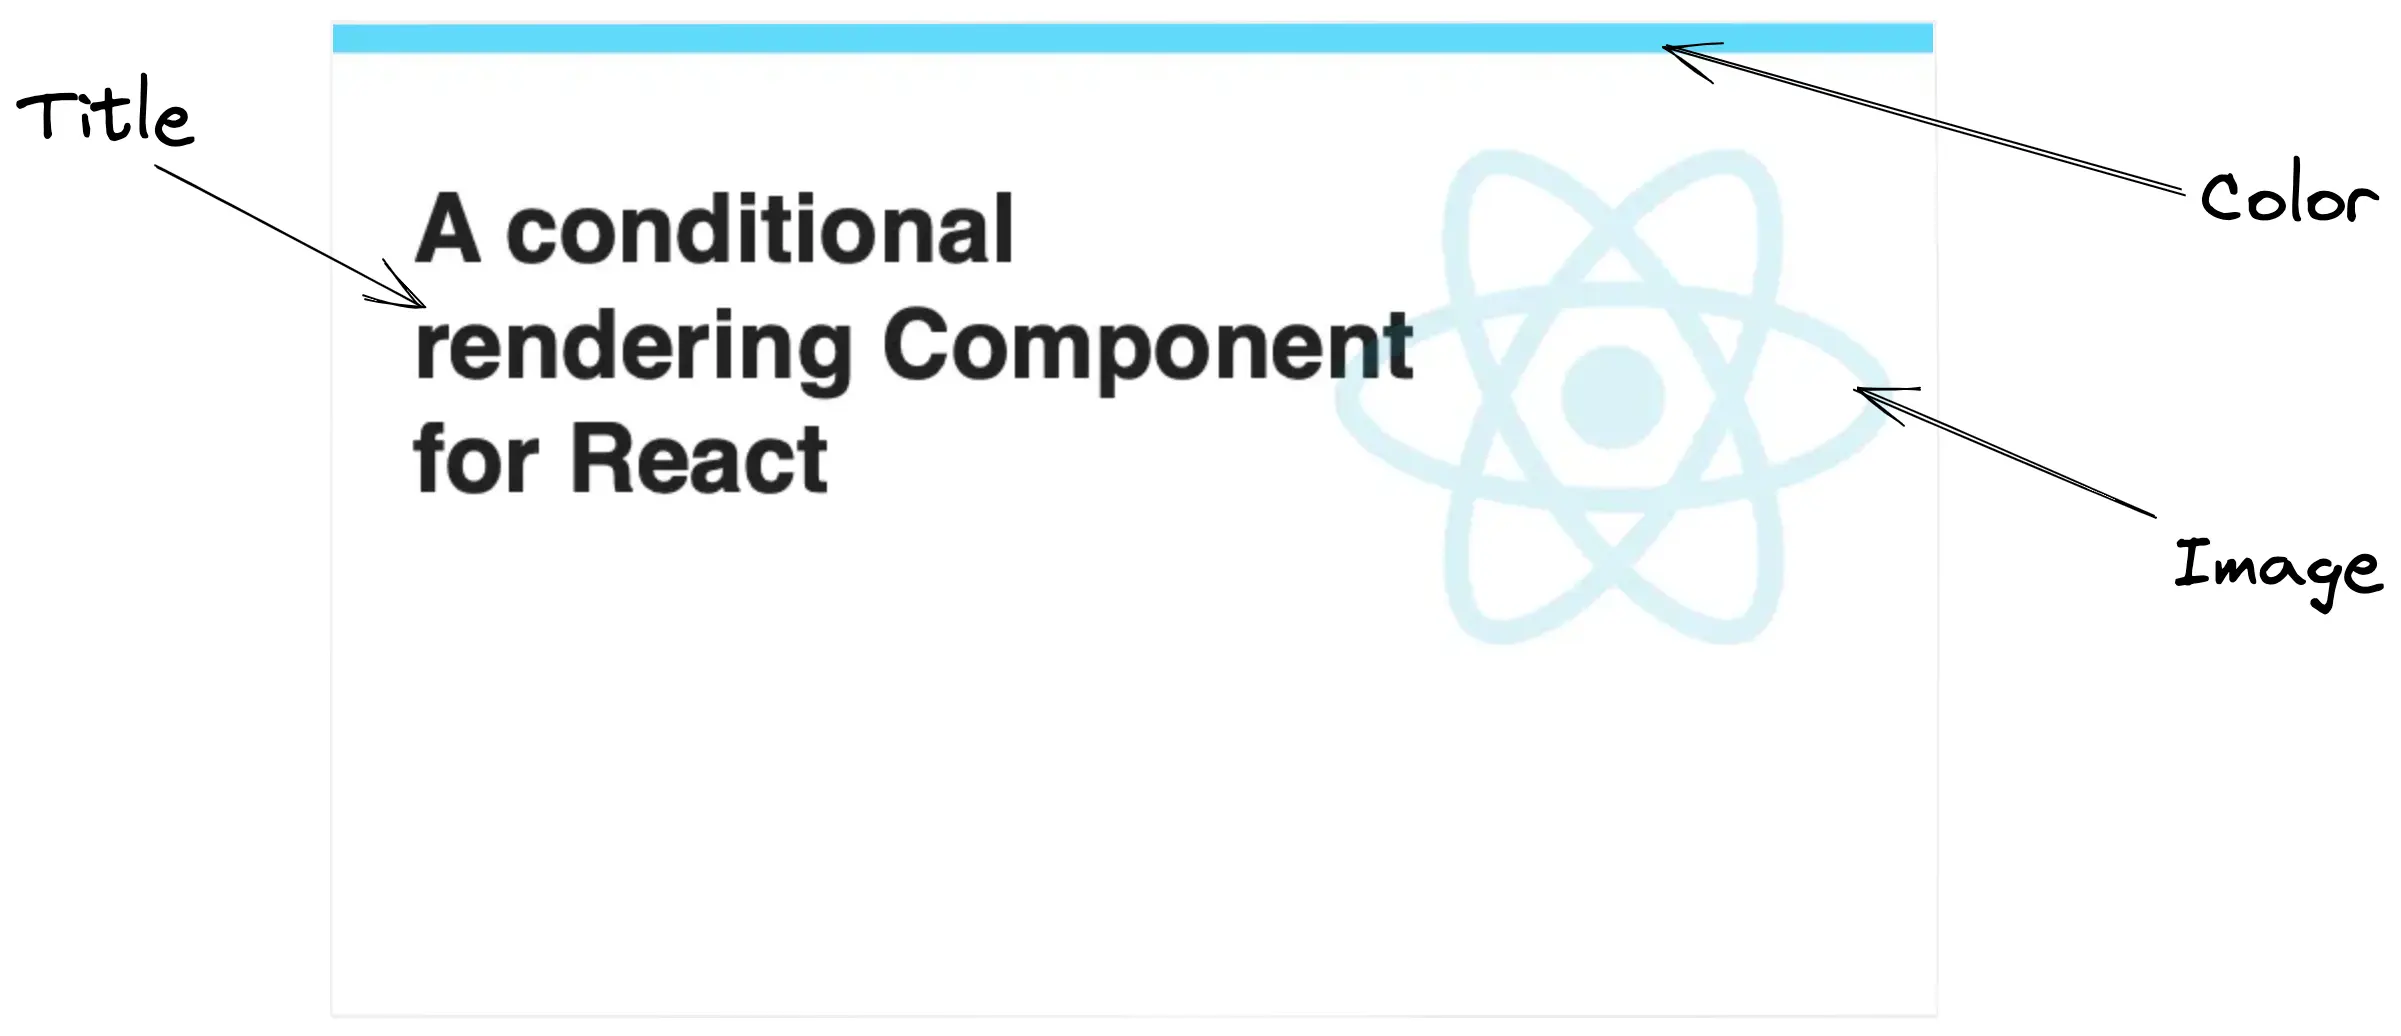 Title
A conditional
rendering Component
for React
Color
Image